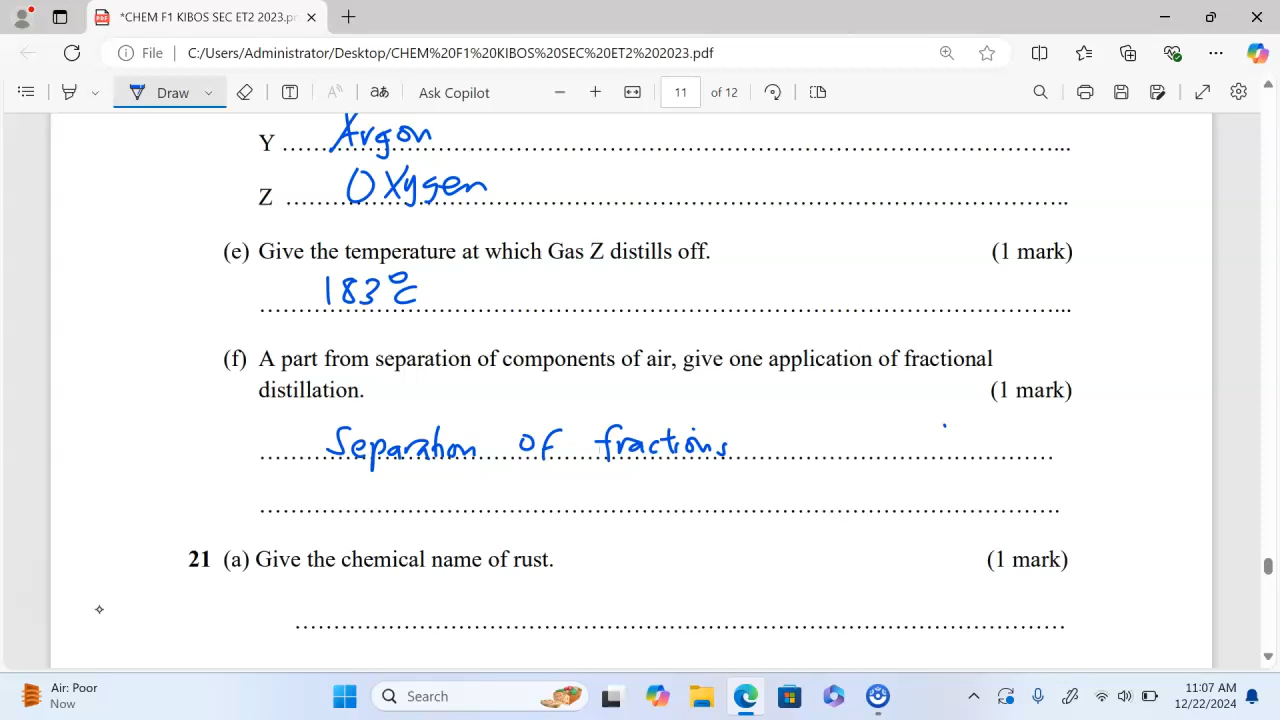 *CHEM F1 KIBOS SEC ET2 2023.pdf
File C:/Users/Administrator/Desktop/CHEM%20F1%20KIBOS%20SEC%20ET2%202023.pdf
Draw Ask Copilot 11 of 12
Y Argon
Z Oxygen
(e) Give the temperature at which Gas Z distills off. (1 mark)
183°C
(f) A part from separation of components of air, give one application of fractional
distillation. (1 mark)
Separation of fractions
21 (a) Give the chemical name of rust. (1 mark)
Air: Poor
Now
Search
11:07 AM
12/22/2024